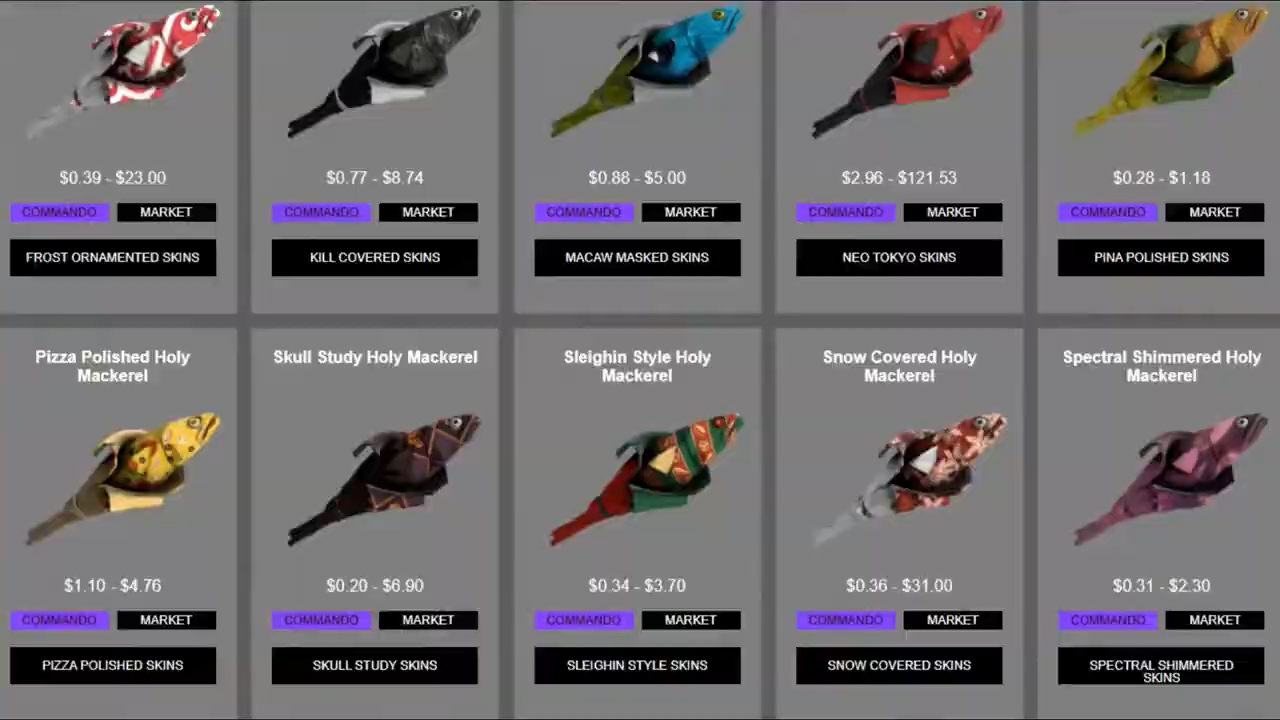 $0.39 - $23.00
$0.77 - $8.74
$0.88 - $5.00
$2.96 - $121.53
$0.28 - $1.18
COMMANDO MARKET
COMMANDO MARKET
COMMANDO MARKET
COMMANDO MARKET
COMMANDO MARKET
FROST ORNAMENTED SKINS
KILL COVERED SKINS
MACAW MASKED SKINS
NEO TOKYO SKINS
PINA POLISHED SKINS
Pizza Polished Holy
Mackerel
Skull Study Holy Mackerel
Sleighin Style Holy
Mackerel
Snow Covered Holy
Mackerel
Spectral Shimmered Holy
Mackerel
$1.10 - $4.76
$0.20 - $6.90
$0.34 - $3.70
$0.36 - $31.00
$0.31 - $2.30
COMMANDO MARKET
COMMANDO MARKET
COMMANDO MARKET
COMMANDO MARKET
COMMANDO MARKET
PIZZA POLISHED SKINS
SKULL STUDY SKINS
SLEIGHIN STYLE SKINS
SNOW COVERED SKINS
SPECTRAL SHIMMERED
SKINS